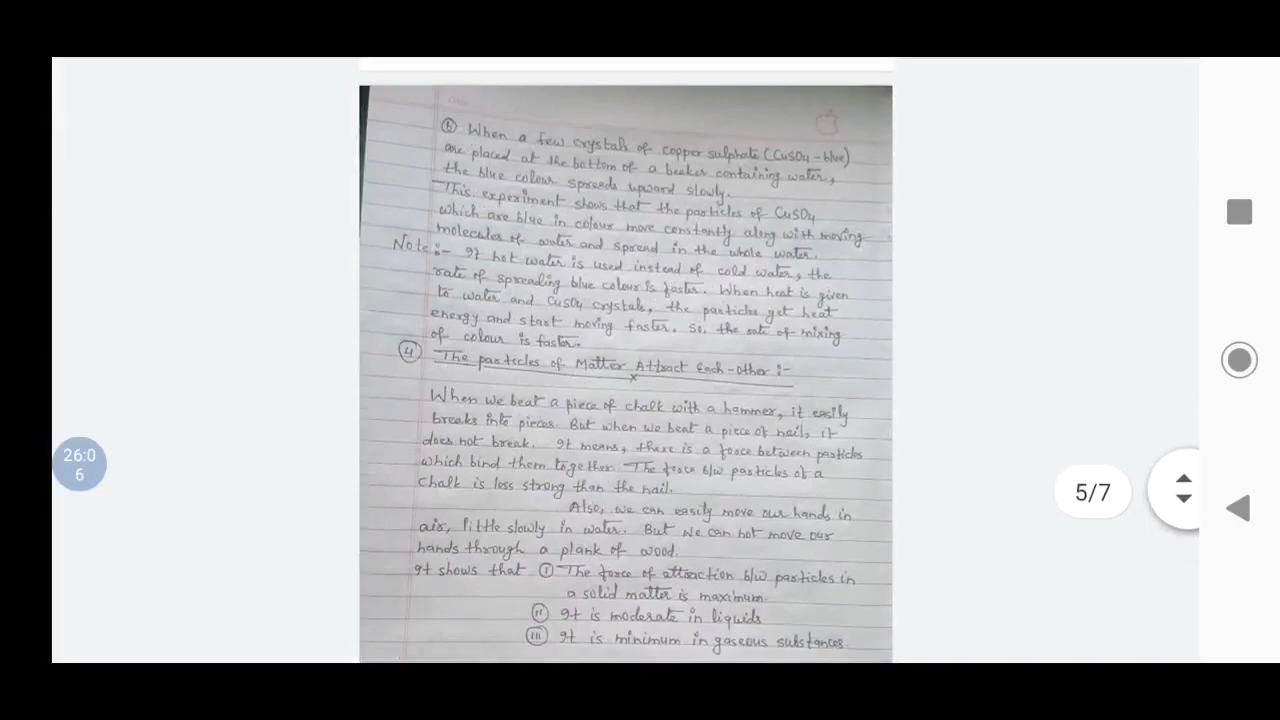 ⓑ When a few crystals of copper sulphate (CuSO4 - blue)
are placed at the bottom of a beaker containing water,
the blue colour spreads upward slowly.
This experiment shows that the particles of CuSO4
which are blue in colour move constantly along with moving
molecules of water and spread in the whole water.
Note :- If hot water is used instead of cold water, the
rate of spreading blue colour is faster. When heat is given
to water and CuSO4 crystals, the particles get heat
energy and start moving faster. So, the rate of mixing
of colour is faster.
④ The particles of Matter Attract Each-Other :-
x
When we beat a piece of chalk with a hammer, it easily
breaks into pieces. But when we beat a piece of nail, it
does not break. It means, there is a force between particles
which bind them together. The force b/w particles of a
chalk is less strong than the nail.
Also, we can easily move our hands in
air, little slowly in water. But we can not move our
hands through a plank of wood.
It shows that ⓘ The force of attraction b/w particles in
a solid matter is maximum.
(ii) It is moderate in liquids
(iii) It is minimum in gaseous substances
26:0
6
5/7